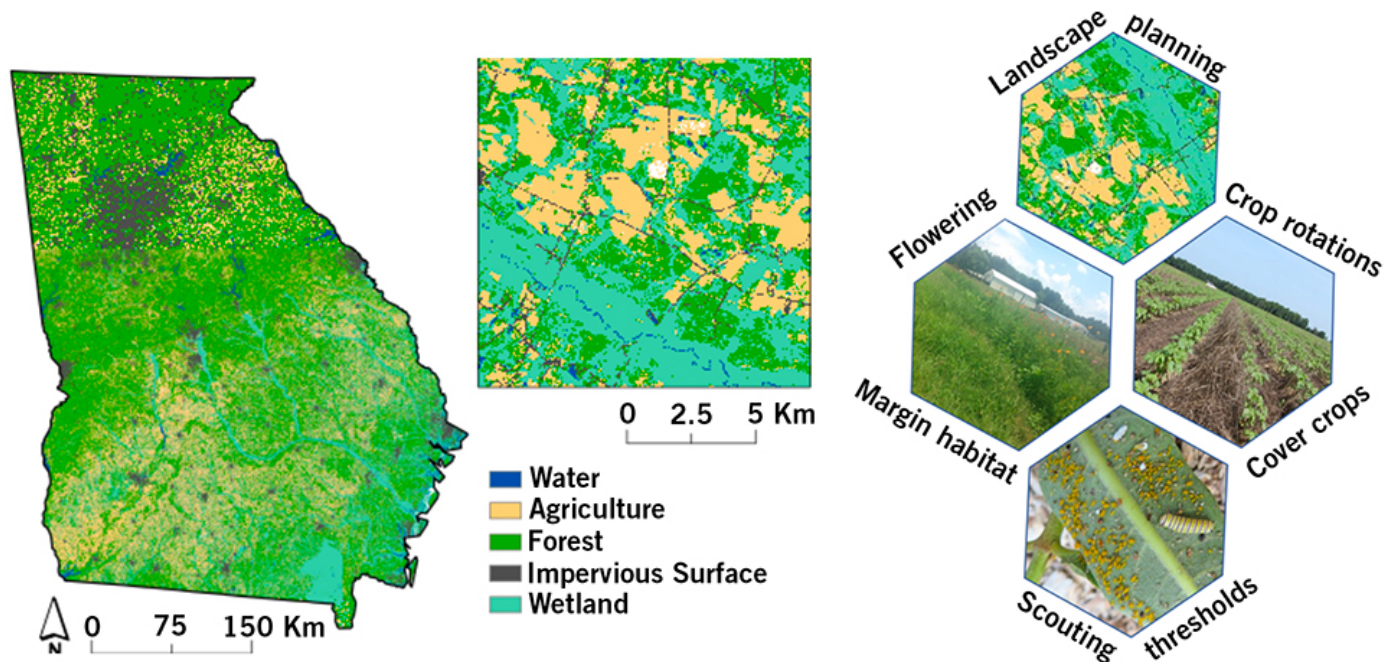 Landscape planning
Flowering
Crop rotations
Margin habitat
Cover crops
Scouting thresholds
0 2.5 5 Km
Water
Agriculture
Forest
Impervious Surface
Wetland
N
0 75 150 Km